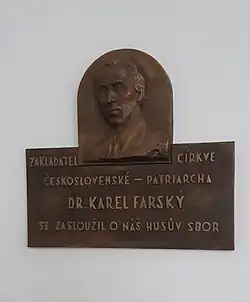 ZAKLADATEL CÍRKVE
ČESKOSLOVENSKÉ – PATRIARCHA
DR. KAREL FARSKÝ
SE ZASLOUŽIL O NÁŠ HUSŮV SBOR